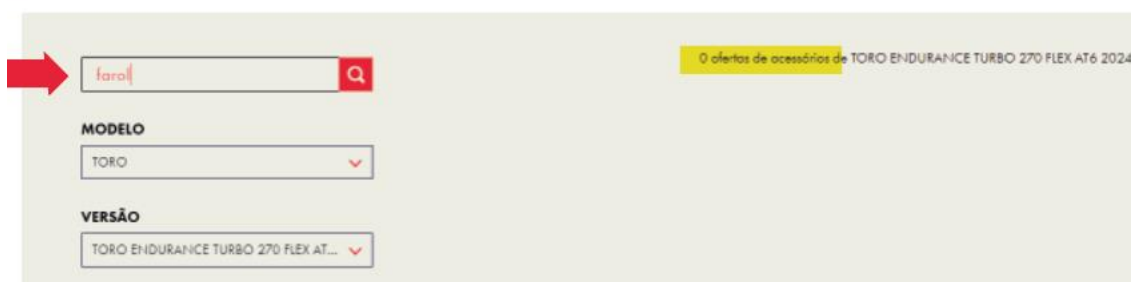 farol
0 ofertas de acessórios de TORO ENDURANCE TURBO 270 FLEX AT6 2024
MODELO
TORO
VERSÃO
TORO ENDURANCE TURBO 270 FLEX AT...